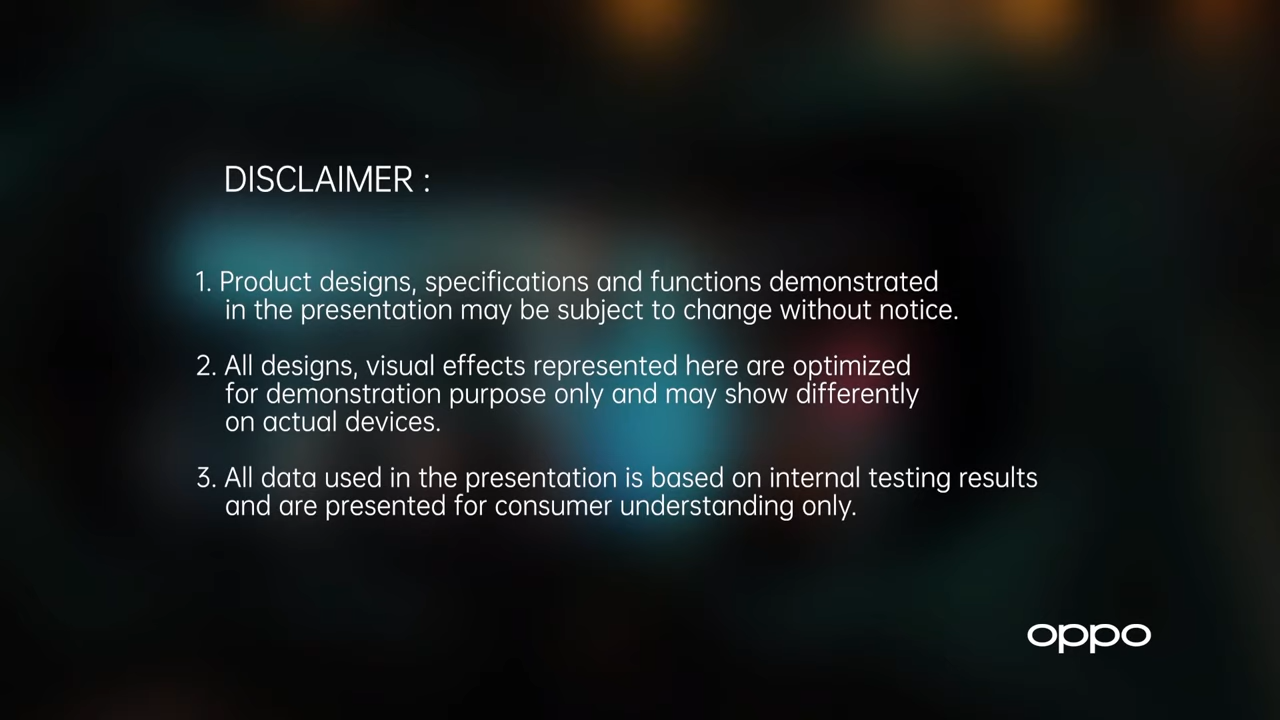 DISCLAIMER :
1. Product designs, specifications and functions demonstrated
in the presentation may be subject to change without notice.
2. All designs, visual effects represented here are optimized
for demonstration purpose only and may show differently
on actual devices.
3. All data used in the presentation is based on internal testing results
and are presented for consumer understanding only.
oppo